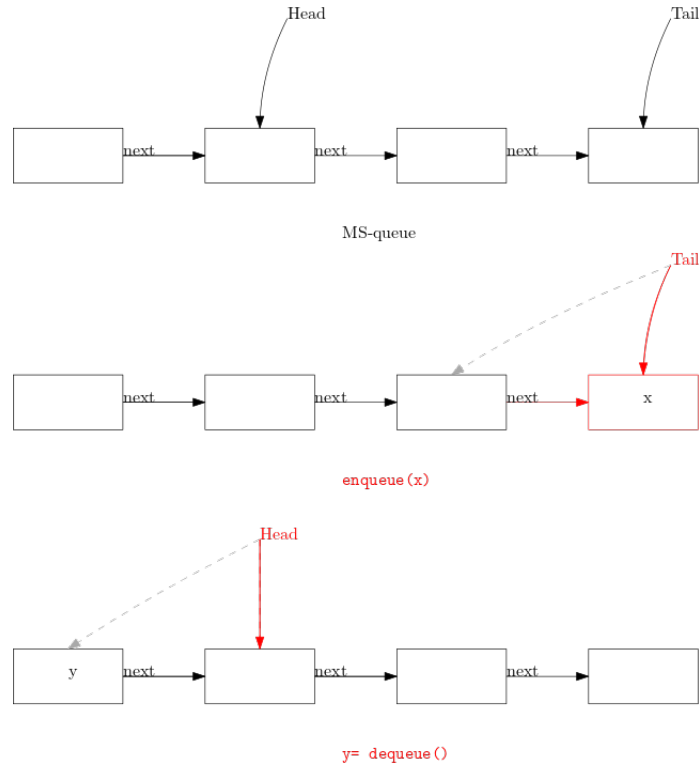 Head Tail
next next next
MS-queue
Tail
next next next
x
enqueue(x)
Head
y
next next next
y= dequeue()